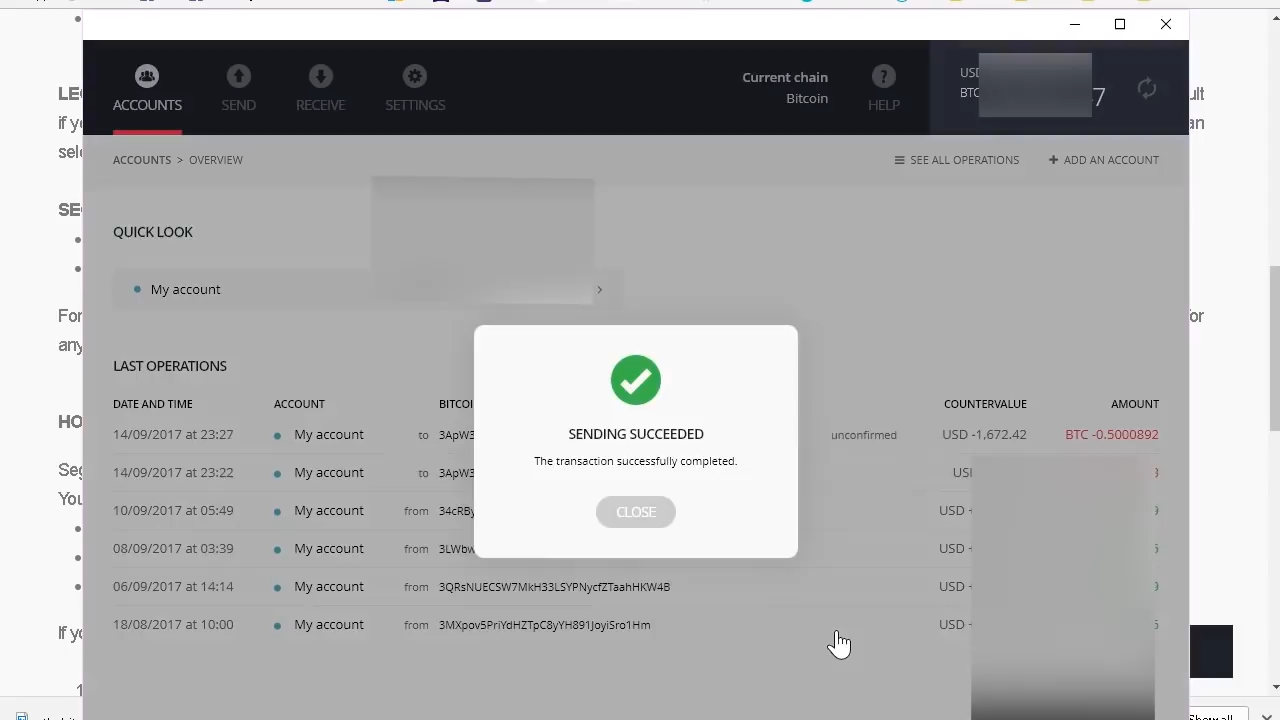 ACCOUNTS SEND RECEIVE SETTINGS
Current chain
Bitcoin
HELP
7
ACCOUNTS > OVERVIEW
SEE ALL OPERATIONS
ADD AN ACCOUNT
QUICK LOOK
My account
LAST OPERATIONS
DATE AND TIME ACCOUNT COUNTERVALUE AMOUNT
14/09/2017 at 23:27 My account to 3ApW3 unconfirmed USD -1,672.42 BTC -0.5000892
14/09/2017 at 23:22 My account to 3ApW3
10/09/2017 at 05:49 My account from 34cRBy USD
08/09/2017 at 03:39 My account from 3LWbw USD
06/09/2017 at 14:14 My account from 3QRsNUECSW7MkH33LSYPNycfZTaahHKW4B USD
18/08/2017 at 10:00 My account from 3MXpov5PriYdHZTpC8yYH891JoyiSro1Hm USD
SENDING SUCCEEDED
The transaction successfully completed.
CLOSE